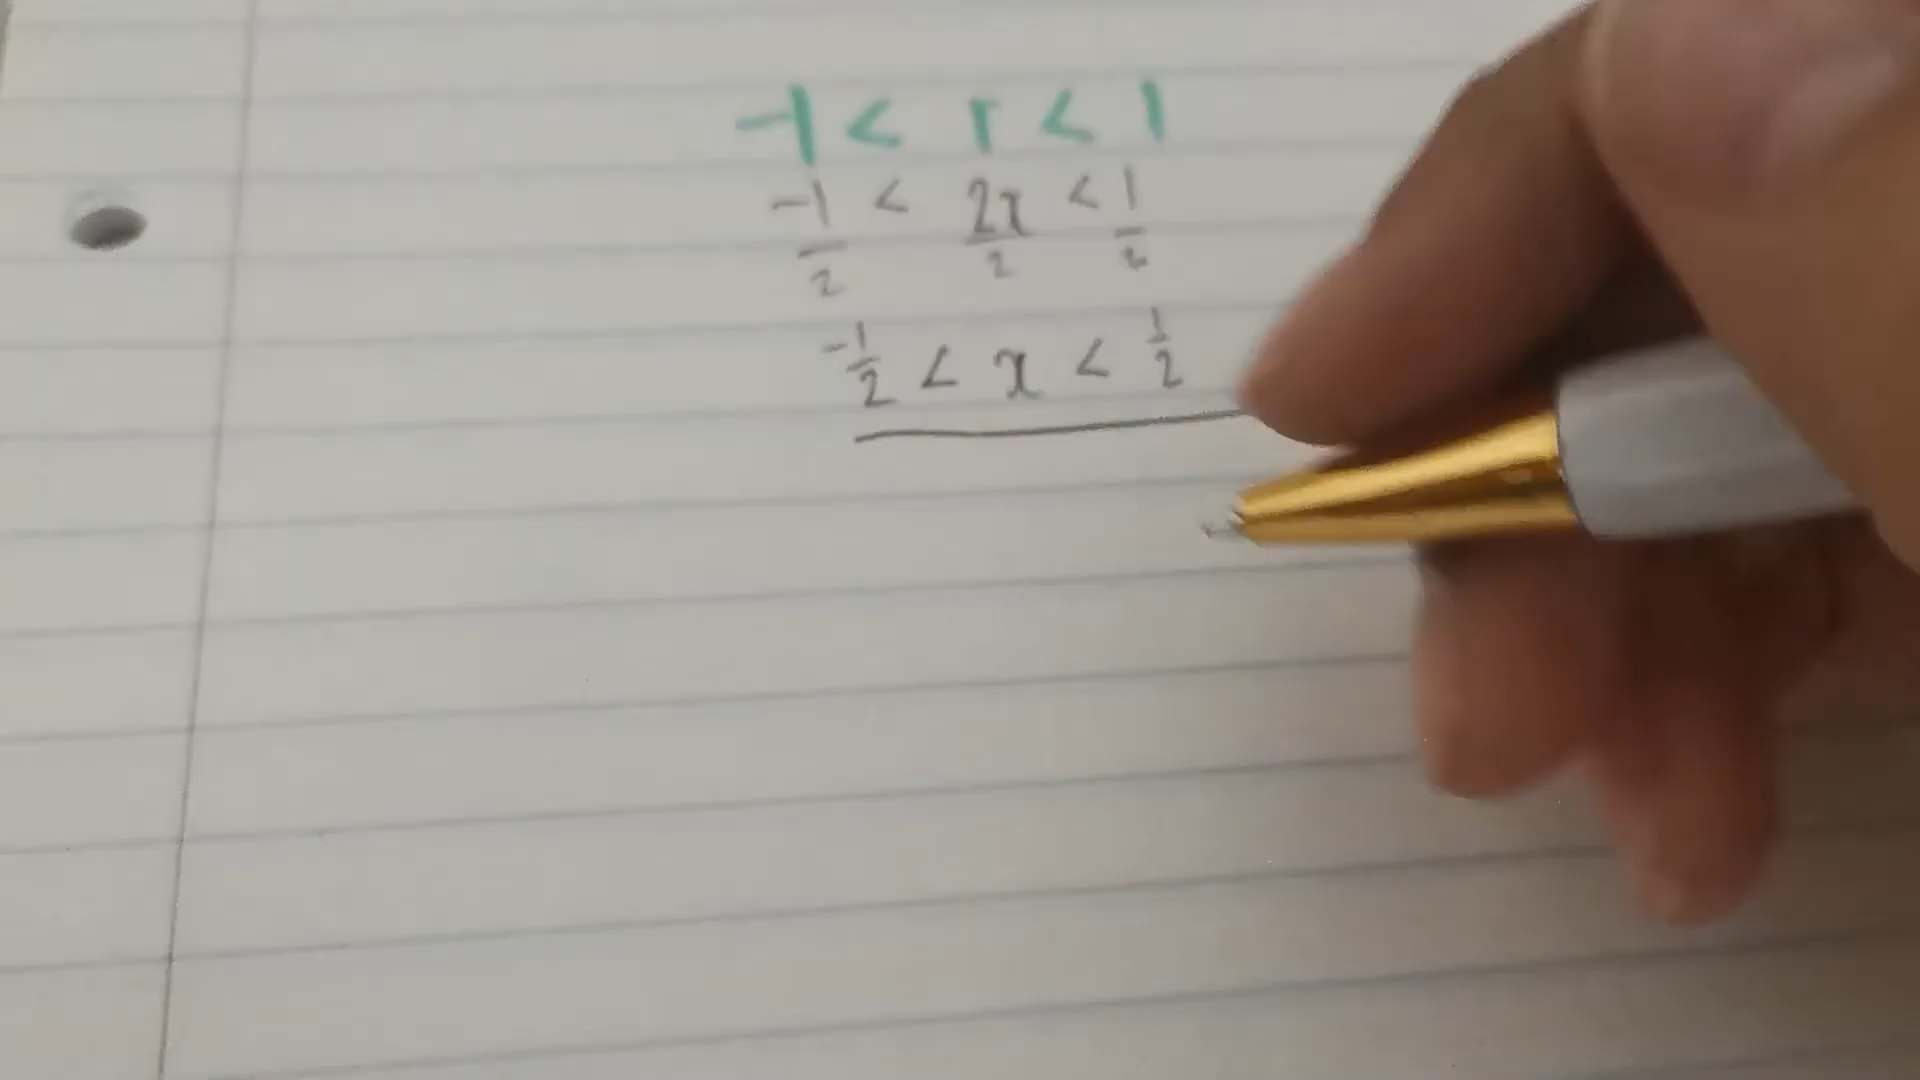 -1 < r < 1
-1/2 < 2x/2 < 1/2
-1/2 < x < 1/2